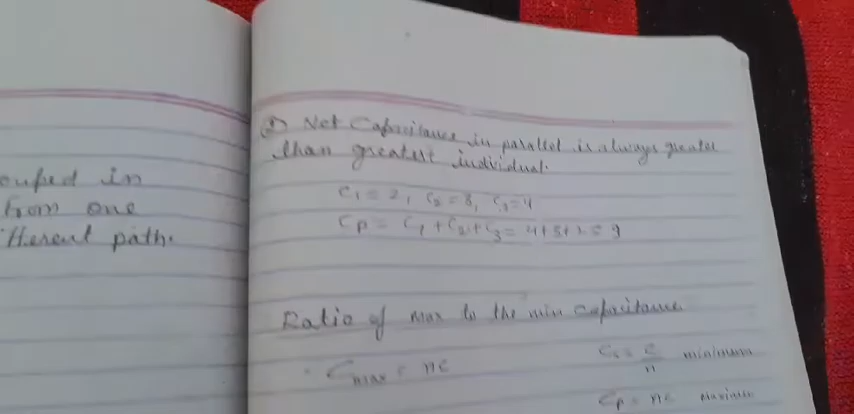 ouped in
from one
fferent path.
d) Net Capacitance in parallel is always greater
than greatest individual.
C1 = 2, C2 = 3, C3 = 4
Cp = C1 + C2 + C3 = 4+3+2 = 9
Ratio of max to the min capacitance
Cmax = nc
Cs = c/n minimum
Cp = nc maximum